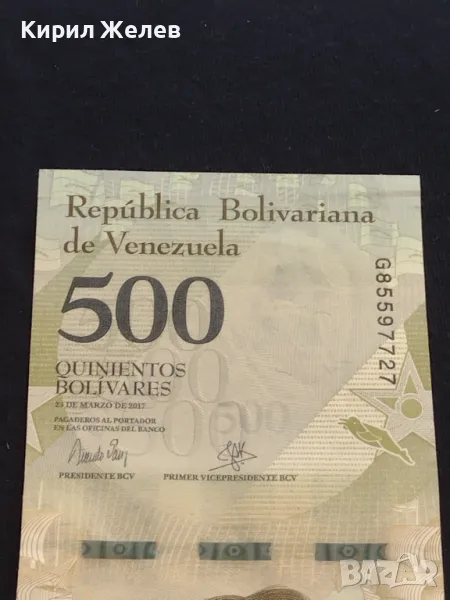 Кирил Желев
República Bolivariana
de Venezuela
500
QUINIENTOS
BOLÍVARES
23 DE MARZO DE 2017
PAGADEROS AL PORTADOR
EN LAS OFICINAS DEL BANCO
PRESIDENTE BCV
PRIMER VICEPRESIDENTE BCV
G85597727
BAZAR